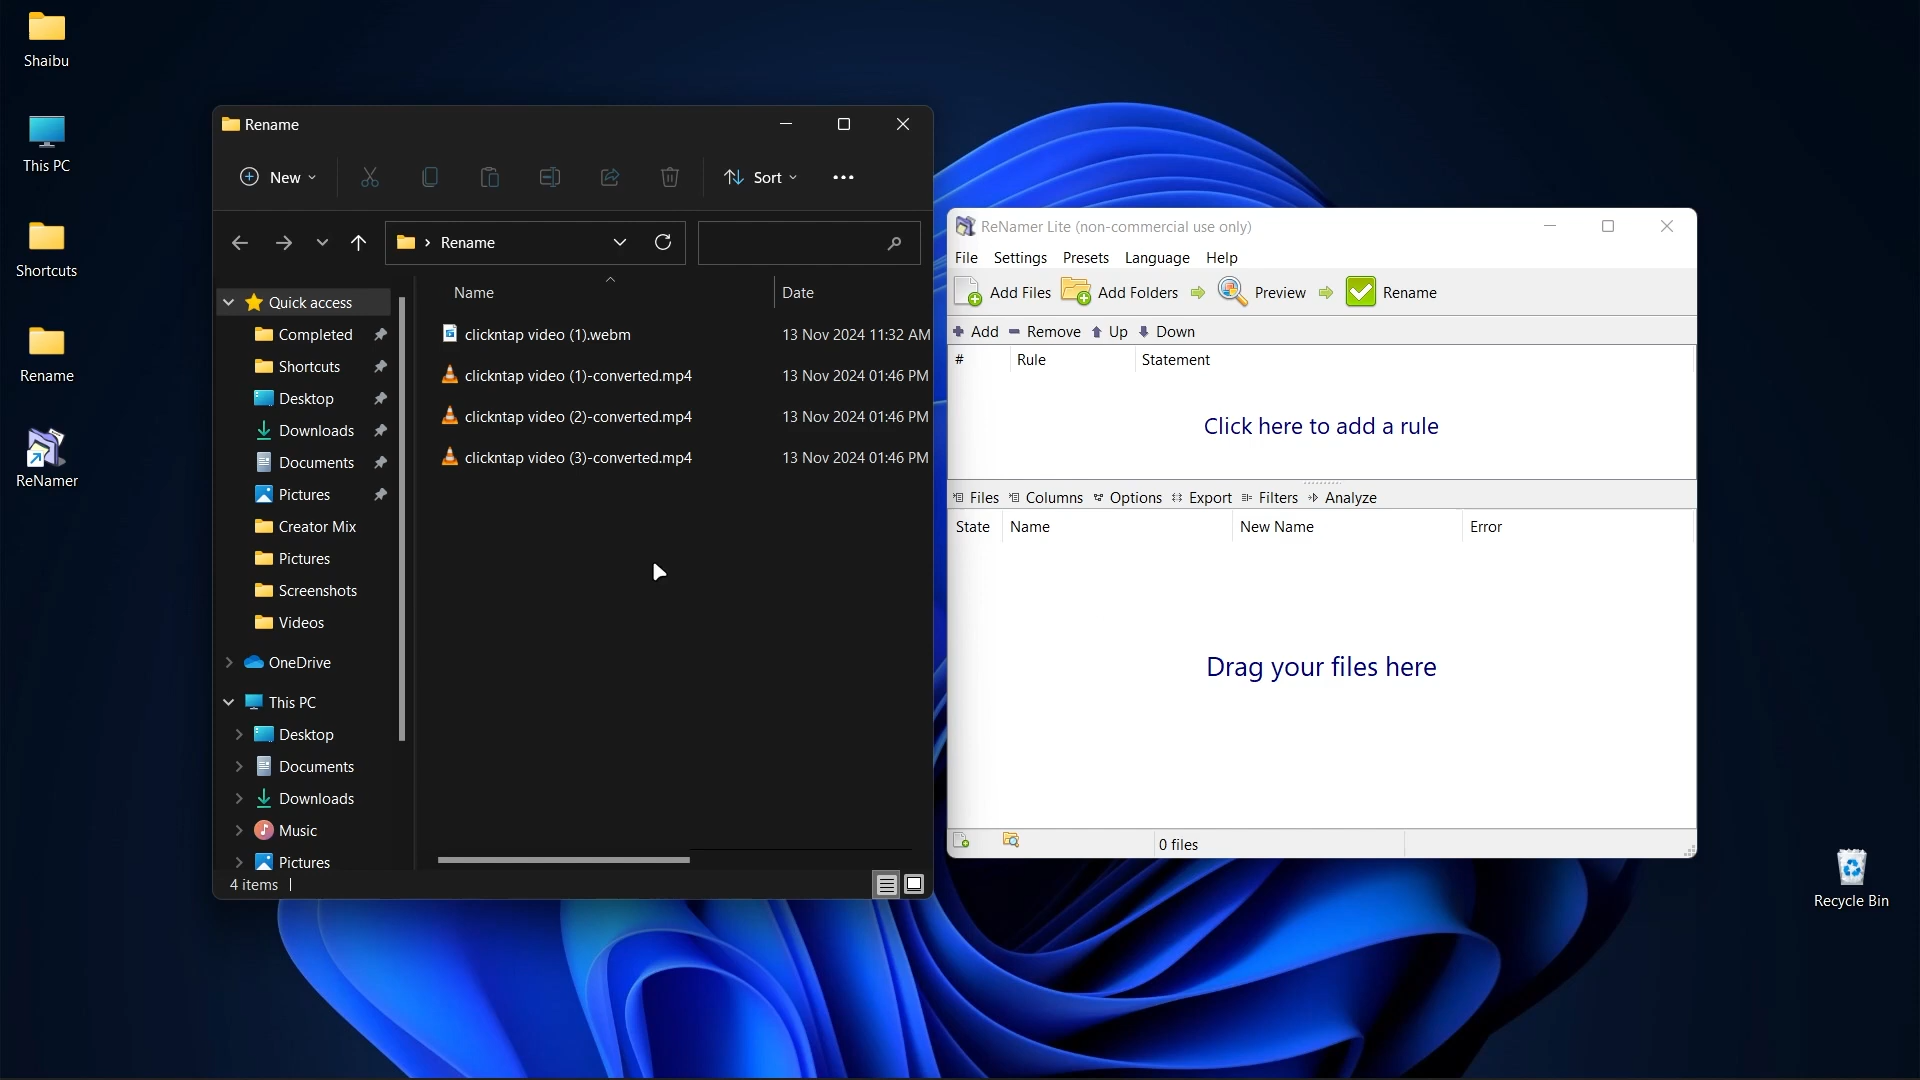 Shaibu
This PC
Shortcuts
Rename
ReNamer
Rename
New
Sort
Rename
Name
Date
clickntap video (1).webm
13 Nov 2024 11:32 AM
clickntap video (1)-converted.mp4
13 Nov 2024 01:46 PM
clickntap video (2)-converted.mp4
13 Nov 2024 01:46 PM
clickntap video (3)-converted.mp4
13 Nov 2024 01:46 PM
Quick access
Completed
Shortcuts
Desktop
Downloads
Documents
Pictures
Creator Mix
Pictures
Screenshots
Videos
OneDrive
This PC
Desktop
Documents
Downloads
Music
Pictures
4 items
ReNamer Lite (non-commercial use only)
File Settings Presets Language Help
Add Files Add Folders Preview Rename
Add Remove Up Down
# Rule Statement
Click here to add a rule
Files Columns Options Export Filters Analyze
State Name New Name Error
Drag your files here
0 files
Recycle Bin